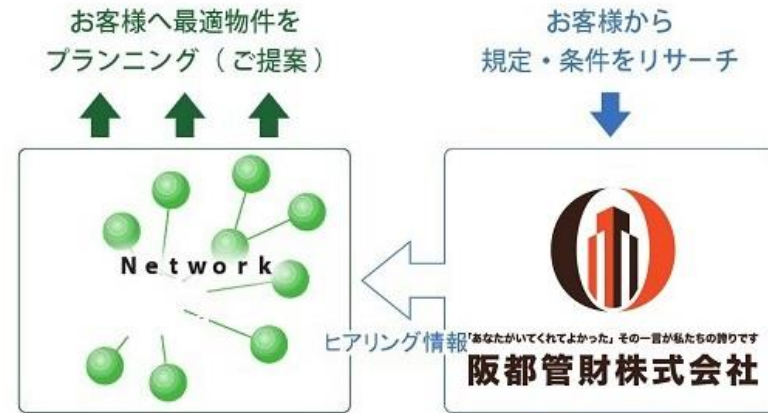 お客様へ最適物件を
プランニング（ご提案）
お客様から
規定・条件をリサーチ
Network
ヒアリング情報
「あなたがいてくれてよかった」その一言が私たちの誇りです
阪都管財株式会社